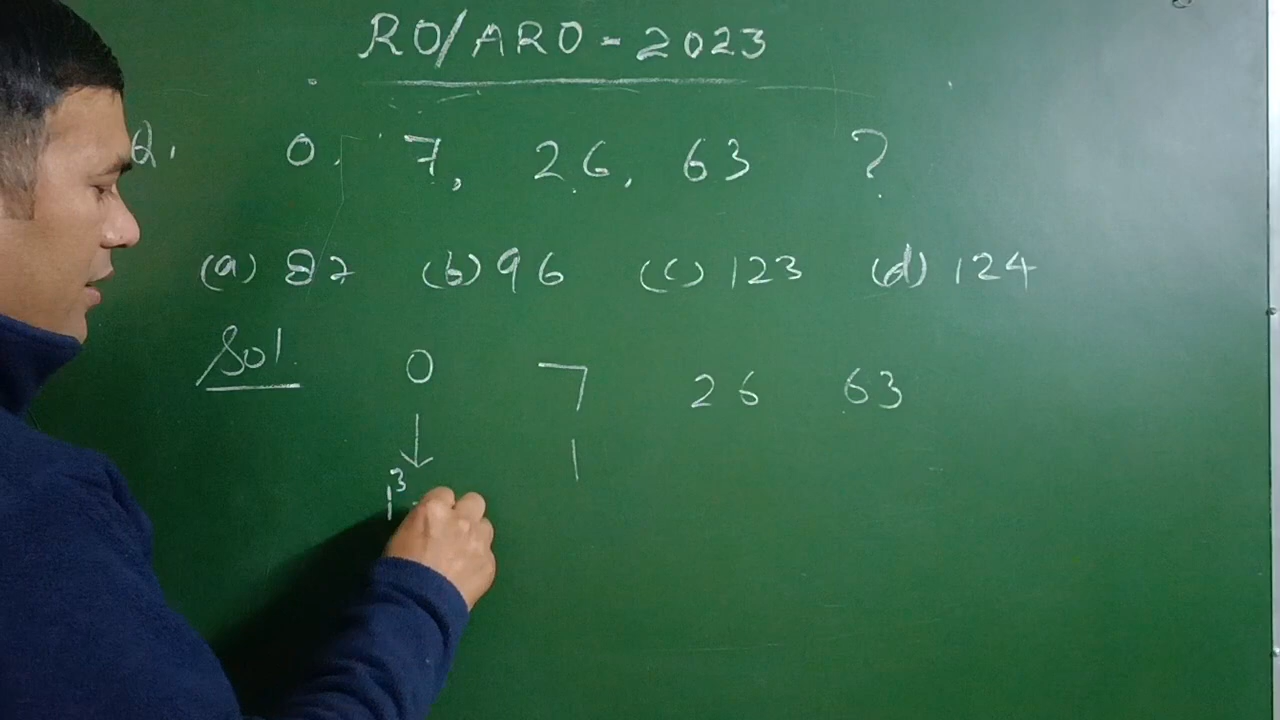 RO/ARO - 2023
Q. 0, 7, 26, 63 ?
(a) 87 (b) 96 (c) 123 (d) 124
Sol. 0 7 26 63
1³ -